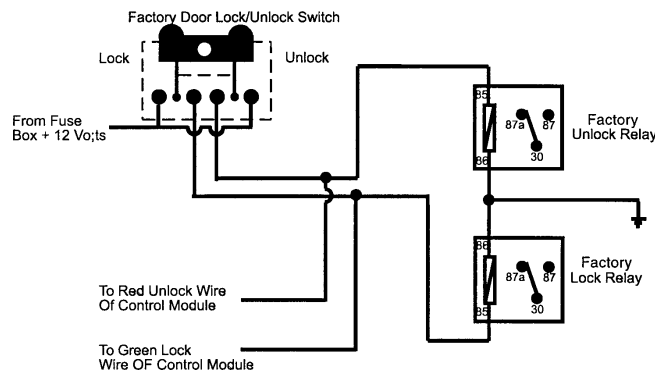 Factory Door Lock/Unlock Switch
Lock
Unlock
From Fuse
Box + 12 Vo;ts
85
87a
87
30
86
Factory
Unlock Relay
86
87a
87
30
85
Factory
Lock Relay
To Red Unlock Wire
Of Control Module
To Green Lock
Wire OF Control Module